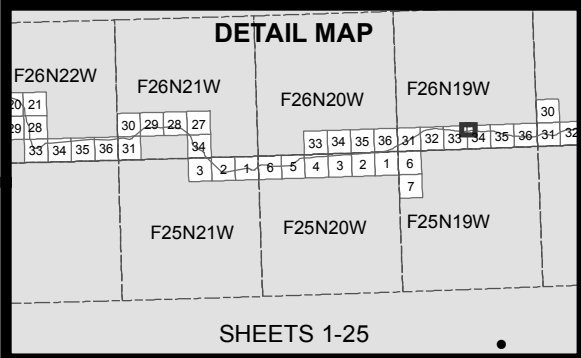 DETAIL MAP
F26N22W
F26N21W
F26N20W
F26N19W
20 21
29 28
33 34 35 36 31
30 29 28 27
34
3 2 1 6 5 4 3 2 1 6
33 34 35 36 31 32 33 34 35 36 31 32
30
7
F25N21W
F25N20W
F25N19W
SHEETS 1-25